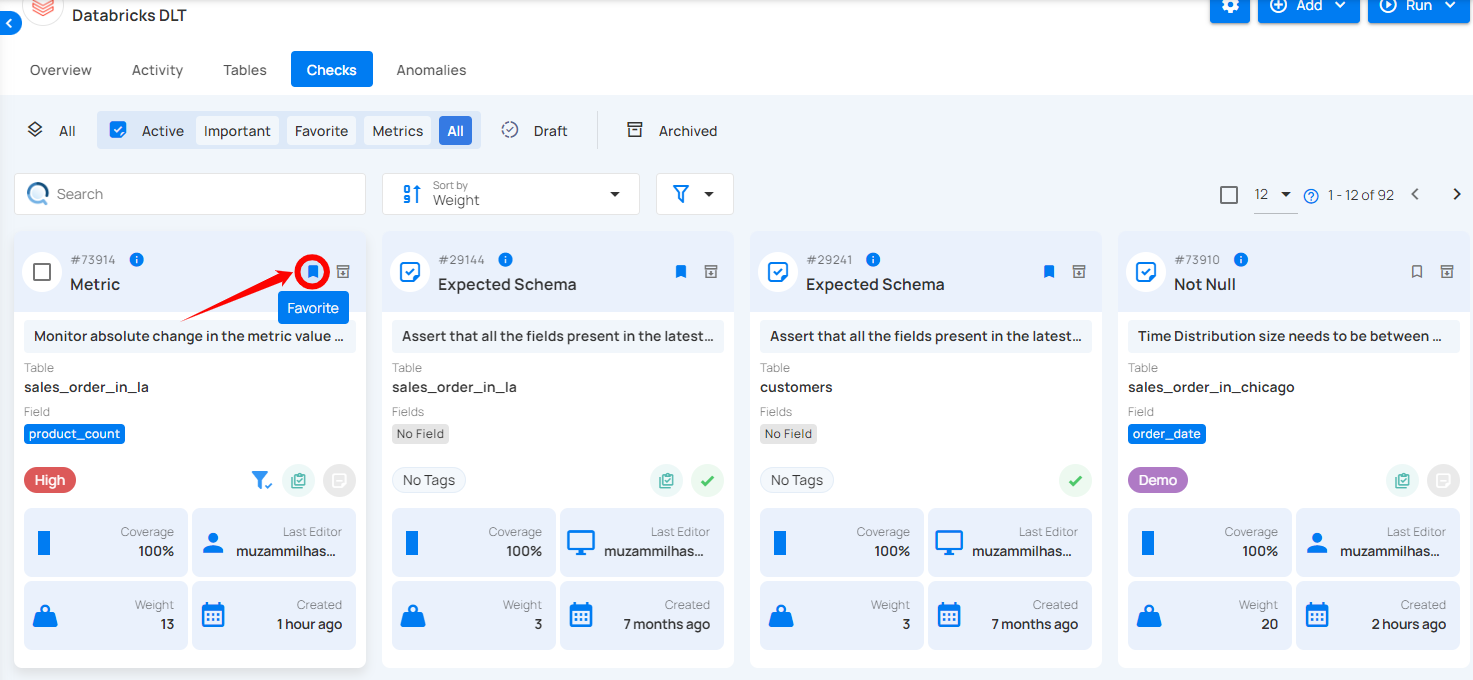 Databricks DLT
Add
Run
Overview
Activity
Tables
Checks
Anomalies
All
Active
Important
Favorite
Metrics
All
Draft
Archived
Search
Sort by
Weight
12
1 - 12 of 92
#73914
Metric
Favorite
Monitor absolute change in the metric value ...
Table
sales_order_in_la
Field
product_count
High
Coverage
100%
Last Editor
muzammilhas...
Weight
13
Created
1 hour ago
#29144
Expected Schema
Assert that all the fields present in the latest...
Table
sales_order_in_la
Fields
No Field
No Tags
Coverage
100%
Last Editor
muzammilhas...
Weight
3
Created
7 months ago
#29241
Expected Schema
Assert that all the fields present in the latest...
Table
customers
Fields
No Field
No Tags
Coverage
100%
Last Editor
muzammilhas...
Weight
3
Created
7 months ago
#73910
Not Null
Time Distribution size needs to be between ...
Table
sales_order_in_chicago
Field
order_date
Demo
Coverage
100%
Last Editor
muzammilhas...
Weight
20
Created
2 hours ago